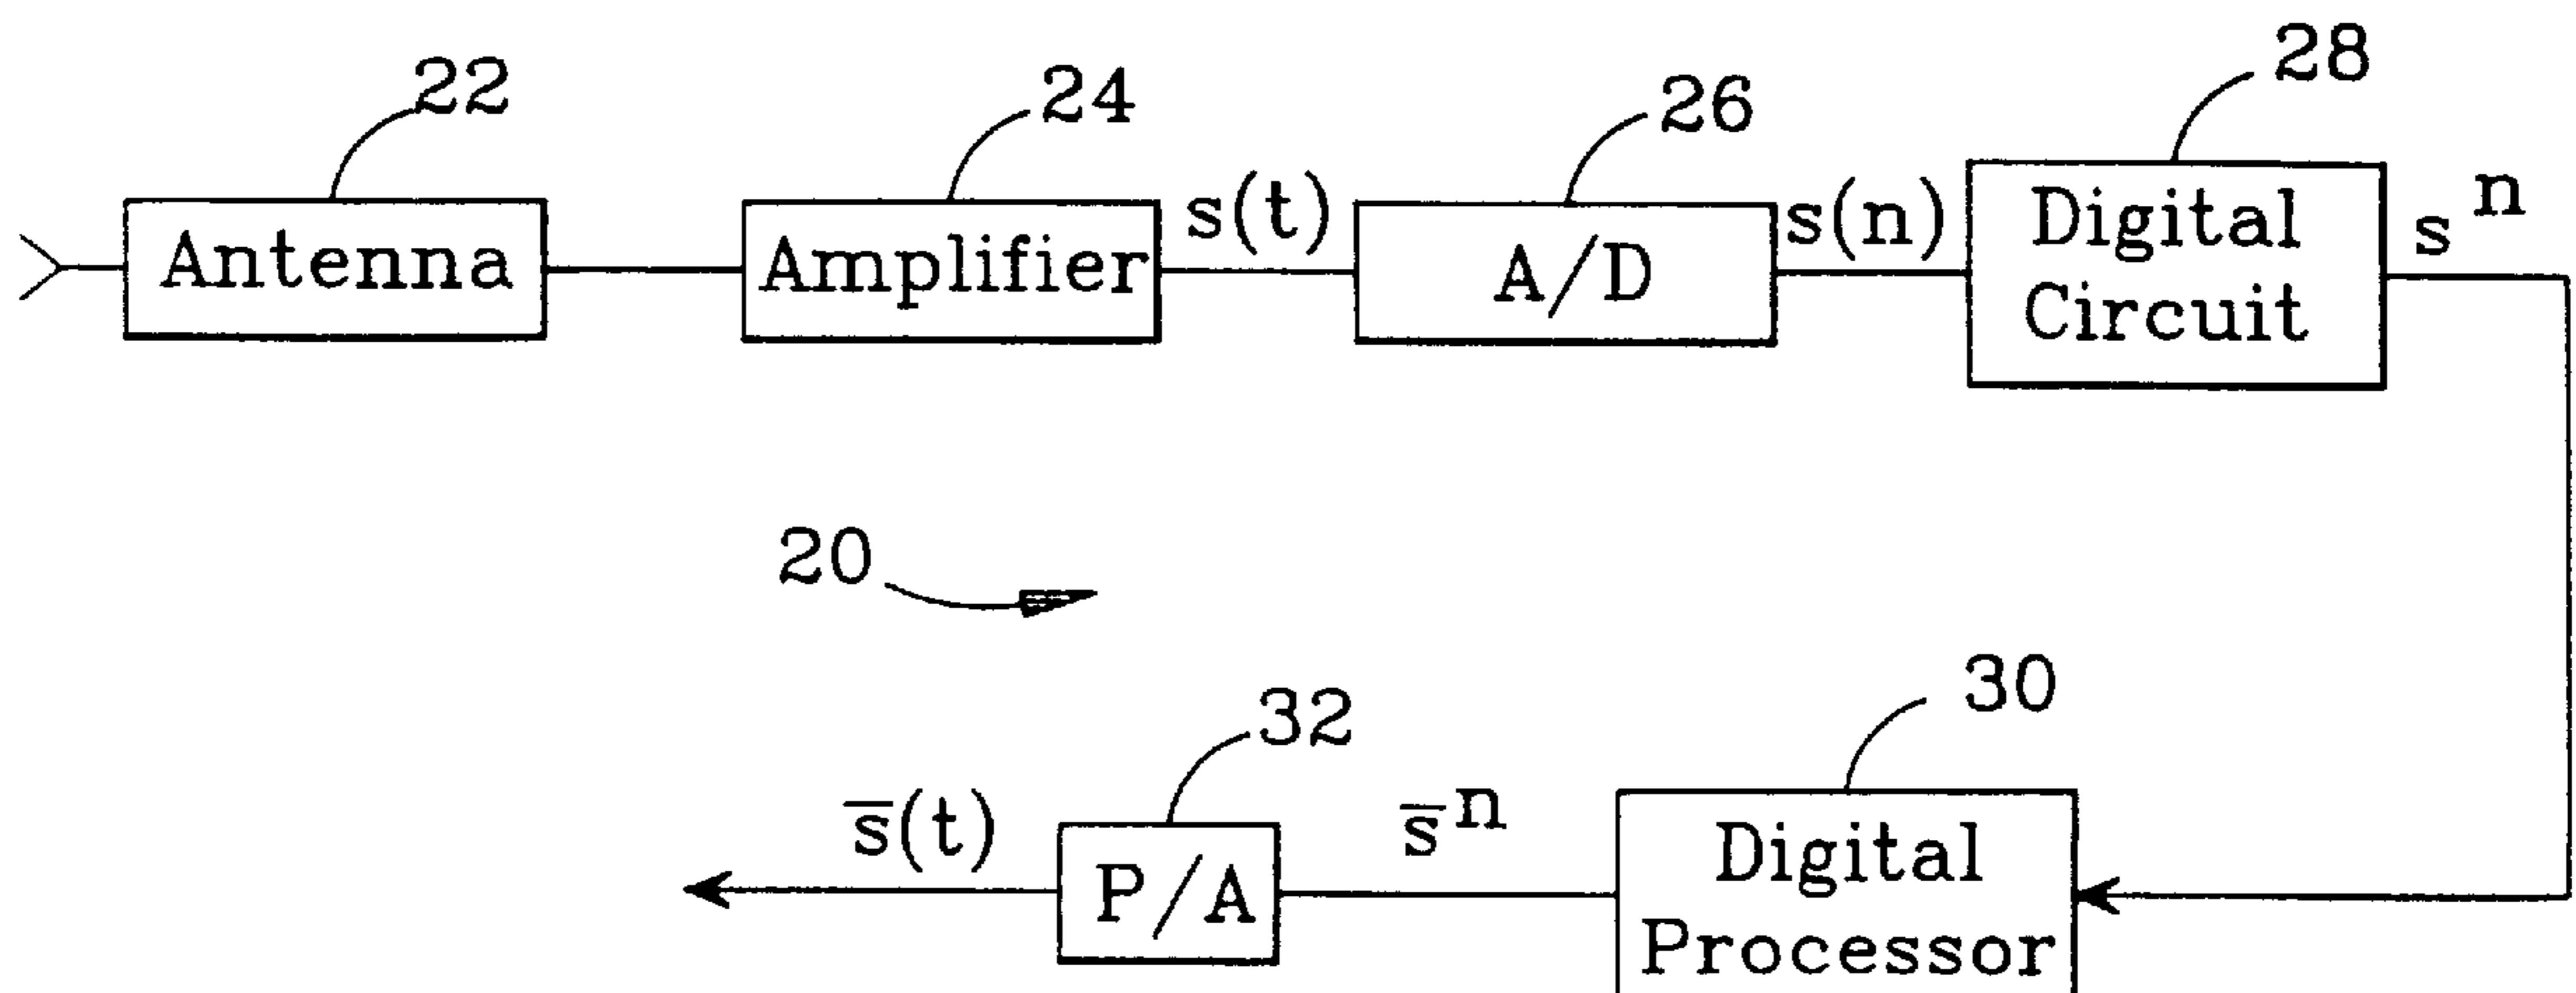 22
24
26
28
Antenna
Amplifier
s(t)
A/D
s(n)
Digital
Circuit
s^n
20
32
30
s̅(t)
P/A
s̅^n
Digital
Processor